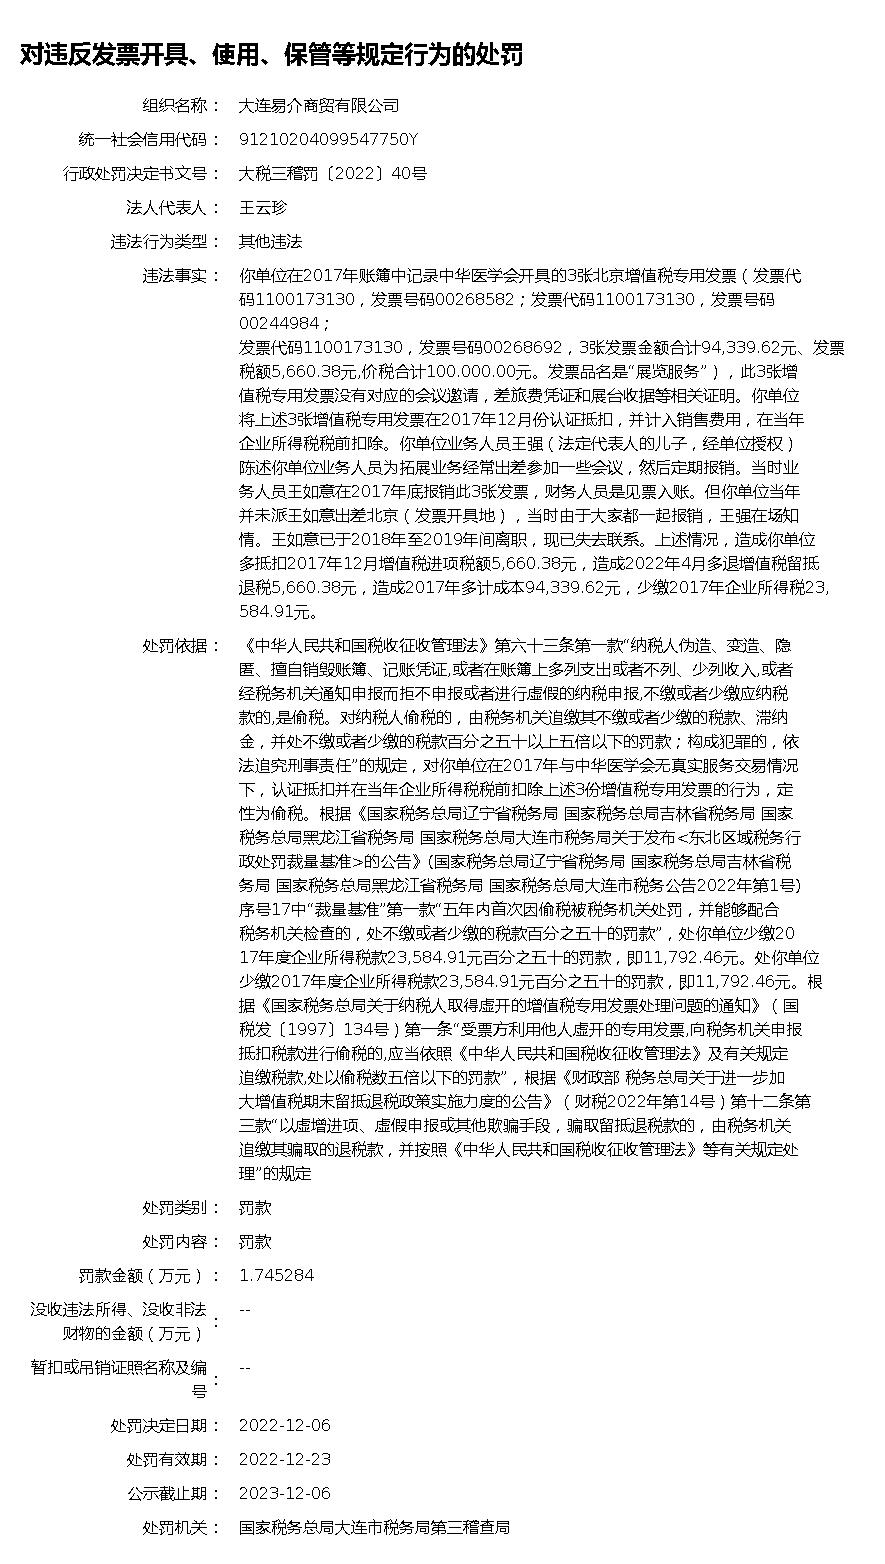 对违反发票开具、使用、保管等规定行为的处罚
组织名称： 大连易介商贸有限公司
统一社会信用代码： 91210204099547750Y
行政处罚决定书文号： 大税三稽罚〔2022〕40号
法人代表人： 王云珍
违法行为类型： 其他违法
违法事实： 你单位在2017年账簿中记录中华医学会开具的3张北京增值税专用发票（发票代
码1100173130，发票号码00268582；发票代码1100173130，发票号码
00244984；
发票代码1100173130，发票号码00268692，3张发票金额合计94,339.62元、发票
税额5,660.38元,价税合计100.000.00元。发票品名是“展览服务”），此3张增
值税专用发票没有对应的会议邀请，差旅费凭证和展台收据等相关证明。你单位
将上述3张增值税专用发票在2017年12月份认证抵扣，并计入销售费用，在当年
企业所得税税前扣除。你单位业务人员王强（法定代表人的儿子，经单位授权）
陈述你单位业务人员为拓展业务经常出差参加一些会议，然后定期报销。当时业
务人员王如意在2017年底报销此3张发票，财务人员是见票入账。但你单位当年
并未派王如意出差北京（发票开具地），当时由于大家都一起报销，王强在场知
情。王如意已于2018年至2019年间离职，现已失去联系。上述情况，造成你单位
多抵扣2017年12月增值税进项税额5,660.38元，造成2022年4月多退增值税留抵
退税5,660.38元，造成2017年多计成本94,339.62元，少缴2017年企业所得税23,
584.91元。
处罚依据： 《中华人民共和国税收征收管理法》第六十三条第一款“纳税人伪造、变造、隐
匿、擅自销毁账簿、记账凭证,或者在账簿上多列支出或者不列、少列收入,或者
经税务机关通知申报而拒不申报或者进行虚假的纳税申报,不缴或者少缴应纳税
款的,是偷税。对纳税人偷税的，由税务机关追缴其不缴或者少缴的税款、滞纳
金，并处不缴或者少缴的税款百分之五十以上五倍以下的罚款；构成犯罪的，依
法追究刑事责任”的规定，对你单位在2017年与中华医学会无真实服务交易情况
下，认证抵扣并在当年企业所得税税前扣除上述3份增值税专用发票的行为，定
性为偷税。根据《国家税务总局辽宁省税务局 国家税务总局吉林省税务局 国家
税务总局黑龙江省税务局 国家税务总局大连市税务局关于发布<东北区域税务行
政处罚裁量基准>的公告》(国家税务总局辽宁省税务局 国家税务总局吉林省税
务局 国家税务总局黑龙江省税务局 国家税务总局大连市税务公告2022年第1号)
序号17中“裁量基准”第一款“五年内首次因偷税被税务机关处罚，并能够配合
税务机关检查的，处不缴或者少缴的税款百分之五十的罚款”，处你单位少缴20
17年度企业所得税款23,584.91元百分之五十的罚款，即11,792.46元。处你单位
少缴2017年度企业所得税款23,584.91元百分之五十的罚款，即11,792.46元。根
据《国家税务总局关于纳税人取得虚开的增值税专用发票处理问题的通知》（国
税发〔1997〕134号）第一条“受票方利用他人虚开的专用发票,向税务机关申报
抵扣税款进行偷税的,应当依照《中华人民共和国税收征收管理法》及有关规定
追缴税款,处以偷税数五倍以下的罚款”，根据《财政部 税务总局关于进一步加
大增值税期末留抵退税政策实施力度的公告》（财税2022年第14号）第十二条第
三款“以虚增进项、虚假申报或其他欺骗手段，骗取留抵退税款的，由税务机关
追缴其骗取的退税款，并按照《中华人民共和国税收征收管理法》等有关规定处
理”的规定
处罚类别： 罚款
处罚内容： 罚款
罚款金额（万元）： 1.745284
没收违法所得、没收非法
财物的金额（万元）： --
暂扣或吊销证照名称及编
号： --
处罚决定日期： 2022-12-06
处罚有效期： 2022-12-23
公示截止期： 2023-12-06
处罚机关： 国家税务总局大连市税务局第三稽查局